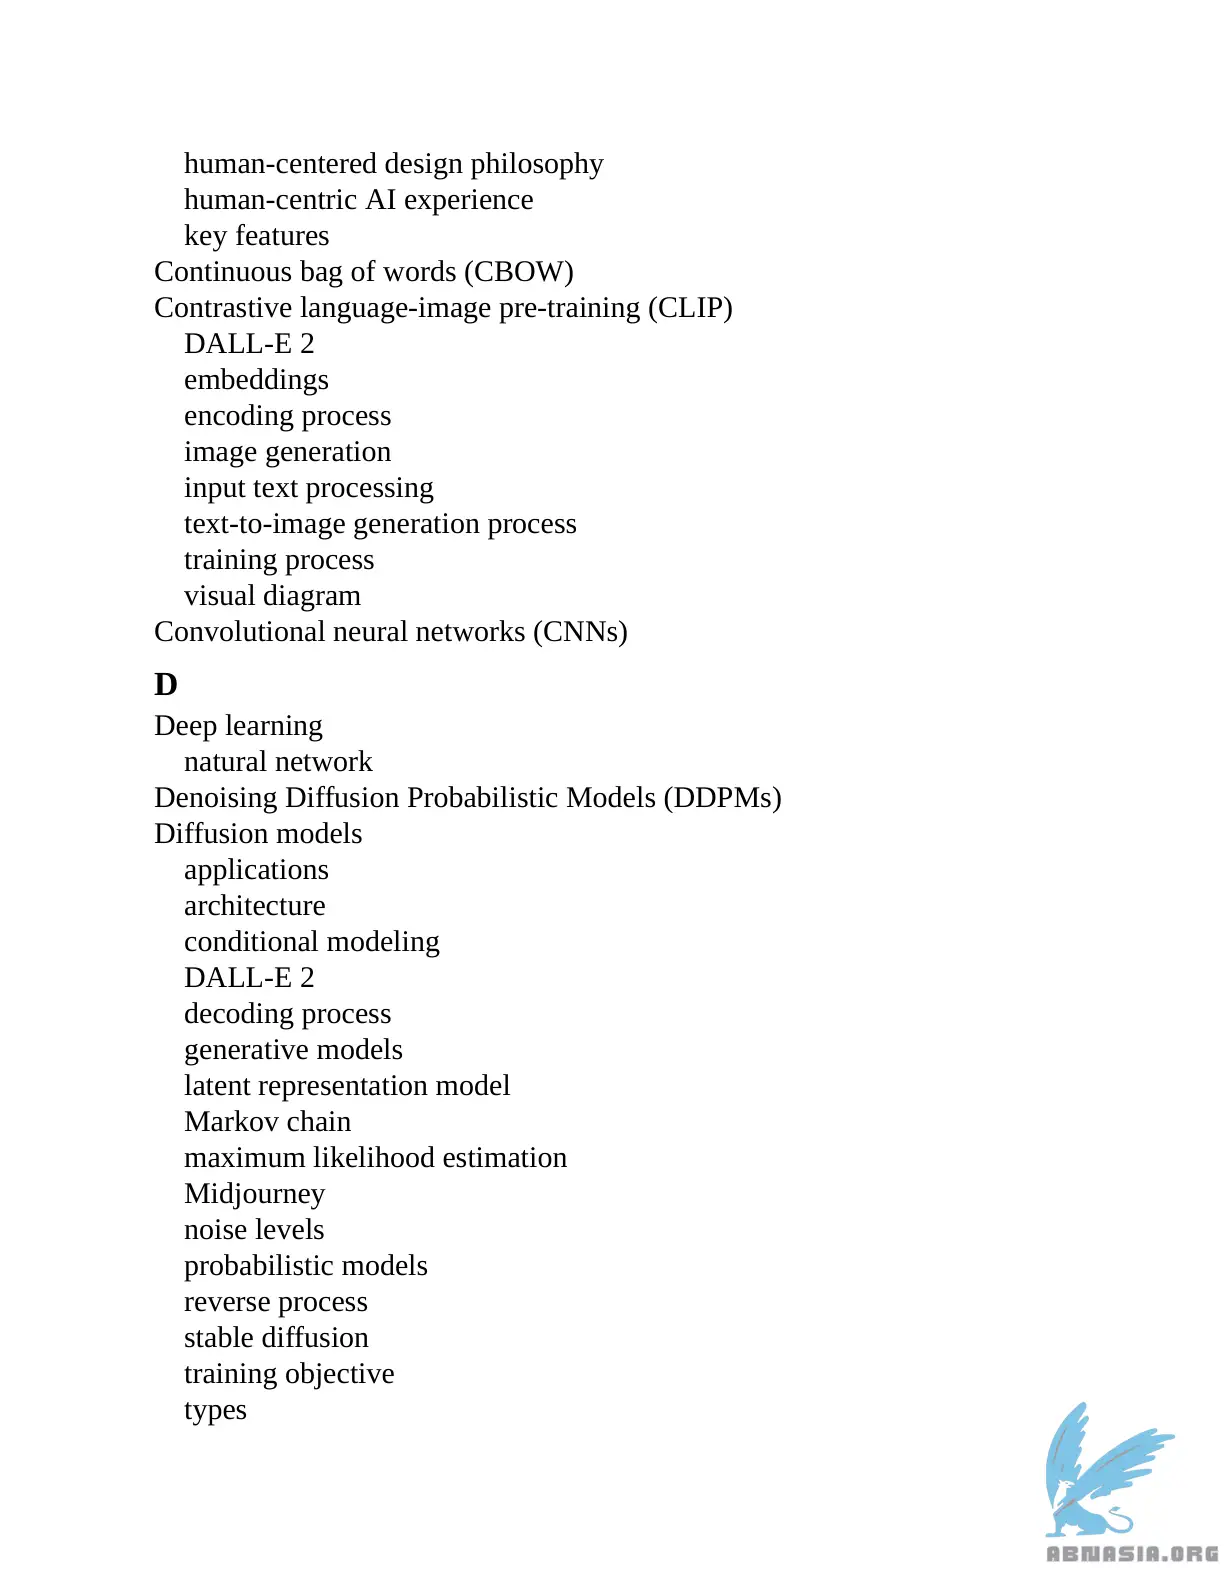 human-centered design philosophy
human-centric AI experience
key features
Continuous bag of words (CBOW)
Contrastive language-image pre-training (CLIP)
DALL-E 2
embeddings
encoding process
image generation
input text processing
text-to-image generation process
training process
visual diagram
Convolutional neural networks (CNNs)
D
Deep learning
natural network
Denoising Diffusion Probabilistic Models (DDPMs)
Diffusion models
applications
architecture
conditional modeling
DALL-E 2
decoding process
generative models
latent representation model
Markov chain
maximum likelihood estimation
Midjourney
noise levels
probabilistic models
reverse process
stable diffusion
training objective
types
ABNASIA.ORG